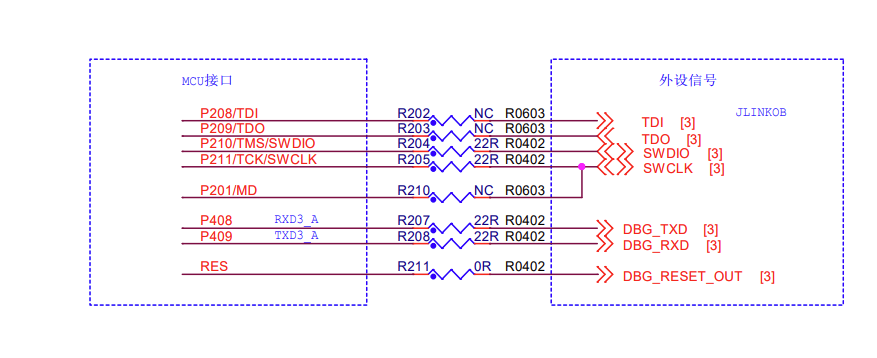 MCU接口 外设信号
JLINKOB
P208/TDI R202 NC R0603 TDI [3]
P209/TDO R203 NC R0603 TDO [3]
P210/TMS/SWDIO R204 22R R0402 SWDIO [3]
P211/TCK/SWCLK R205 22R R0402 SWCLK [3]
P201/MD R210 NC R0603
P408 RXD3_A R207 22R R0402 DBG_TXD [3]
P409 TXD3_A R208 22R R0402 DBG_RXD [3]
RES R211 0R R0402 DBG_RESET_OUT [3]